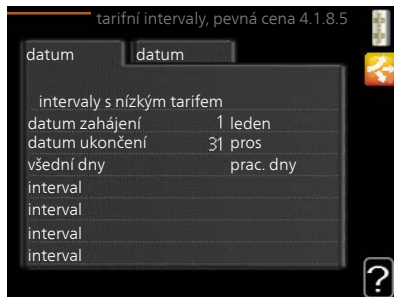 tarifní intervaly, pevná cena 4.1.8.5
datum datum
intervaly s nízkým tarifem
datum zahájení 1 leden
datum ukončení 31 pros
všední dny prac. dny
interval
interval
interval
interval
?